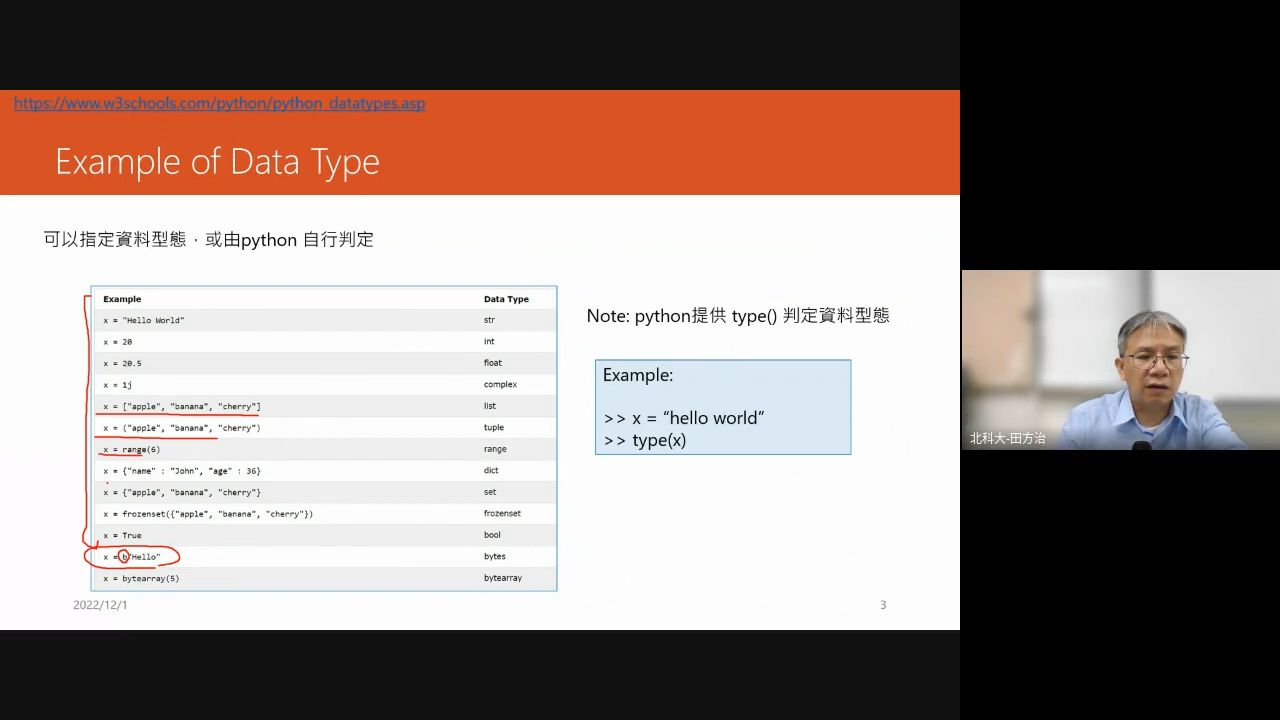 https://www.w3schools.com/python/python_datatypes.asp
Example of Data Type
可以指定資料型態，或由python 自行判定
Example Data Type
x = "Hello World" str
x = 20 int
x = 20.5 float
x = 1j complex
x = ["apple", "banana", "cherry"] list
x = ("apple", "banana", "cherry") tuple
x = range(6) range
x = {"name" : "John", "age" : 36} dict
x = {"apple", "banana", "cherry"} set
x = frozenset({"apple", "banana", "cherry"}) frozenset
x = True bool
x = b"Hello" bytes
x = bytearray(5) bytearray
Note: python提供 type() 判定資料型態
Example:
>> x = “hello world”
>> type(x)
2022/12/1
3
北科大-田方治